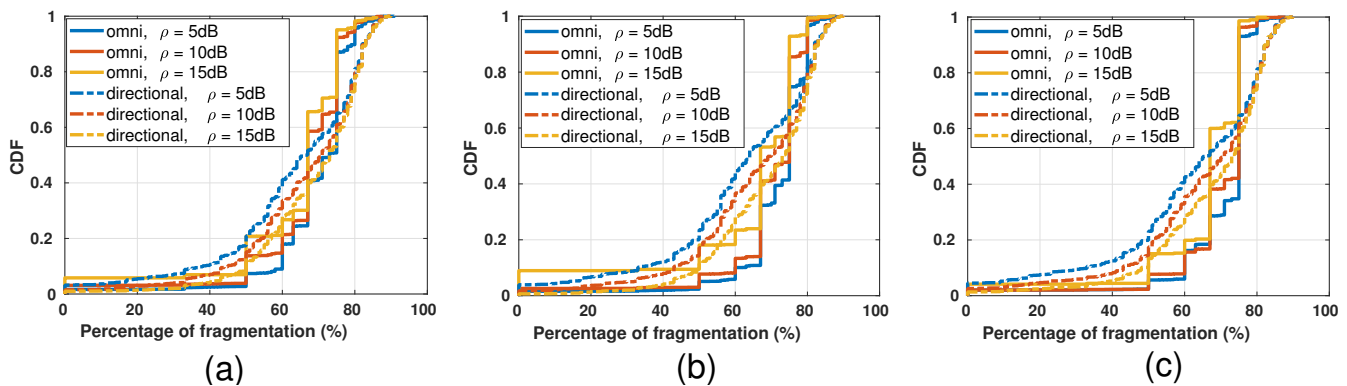 1
0.8
0.6
0.4
0.2
0
CDF
omni, ρ = 5dB
omni, ρ = 10dB
omni, ρ = 15dB
directional, ρ = 5dB
directional, ρ = 10dB
directional, ρ = 15dB
0 20 40 60 80 100
Percentage of fragmentation (%)
(a)
1
0.8
0.6
0.4
0.2
0
CDF
omni, ρ = 5dB
omni, ρ = 10dB
omni, ρ = 15dB
directional, ρ = 5dB
directional, ρ = 10dB
directional, ρ = 15dB
0 20 40 60 80 100
Percentage of fragmentation (%)
(b)
1
0.8
0.6
0.4
0.2
0
CDF
omni, ρ = 5dB
omni, ρ = 10dB
omni, ρ = 15dB
directional, ρ = 5dB
directional, ρ = 10dB
directional, ρ = 15dB
0 20 40 60 80 100
Percentage of fragmentation (%)
(c)